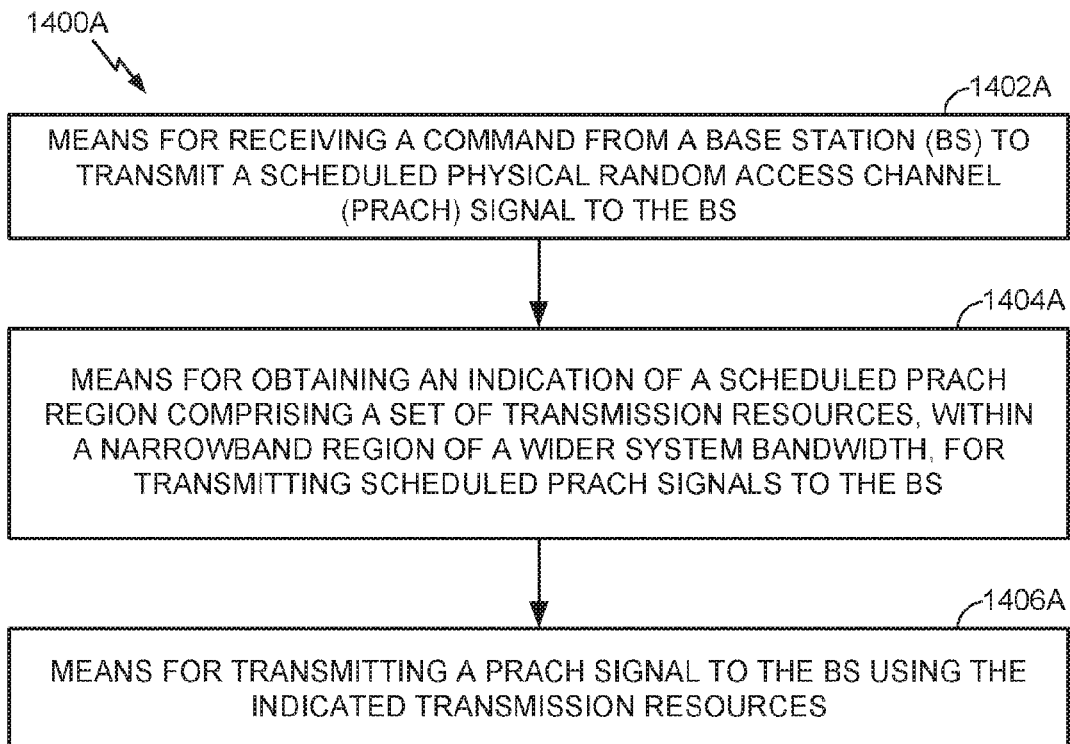 1400A
1402A
MEANS FOR RECEIVING A COMMAND FROM A BASE STATION (BS) TO
TRANSMIT A SCHEDULED PHYSICAL RANDOM ACCESS CHANNEL
(PRACH) SIGNAL TO THE BS
1404A
MEANS FOR OBTAINING AN INDICATION OF A SCHEDULED PRACH
REGION COMPRISING A SET OF TRANSMISSION RESOURCES, WITHIN
A NARROWBAND REGION OF A WIDER SYSTEM BANDWIDTH, FOR
TRANSMITTING SCHEDULED PRACH SIGNALS TO THE BS
1406A
MEANS FOR TRANSMITTING A PRACH SIGNAL TO THE BS USING THE
INDICATED TRANSMISSION RESOURCES